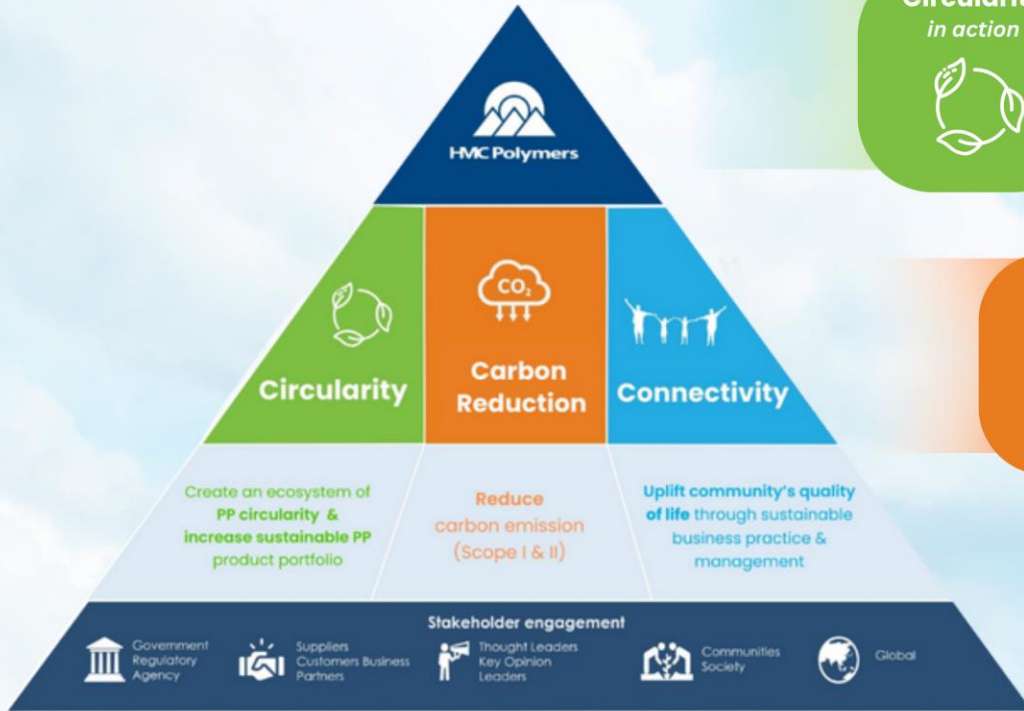 Circularity
in action
HMC Polymers
CO₂
Circularity
Carbon
Reduction
Connectivity
Create an ecosystem of
PP circularity &
increase sustainable PP
product portfolio
Reduce
carbon emission
(Scope I & II)
Uplift community's quality
of life through sustainable
business practice &
management
Stakeholder engagement
Government
Regulatory
Agency
Suppliers
Customers Business
Partners
Thought Leaders
Key Opinion
Leaders
Communities
Society
Global